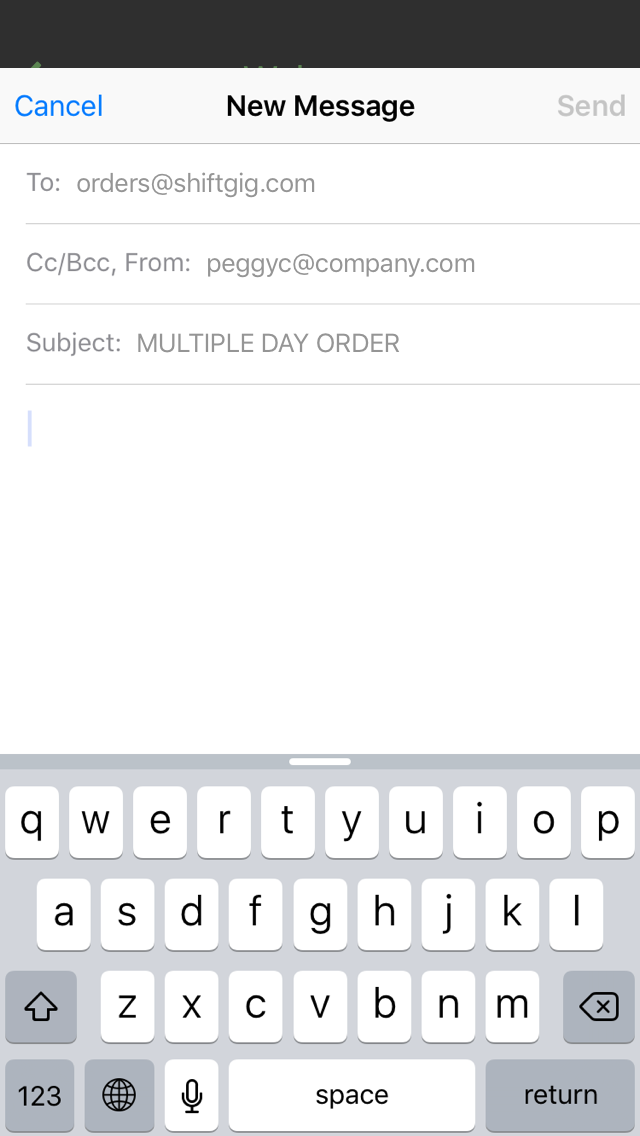 Cancel New Message Send
To: orders@shiftgig.com
Cc/Bcc, From: peggyc@company.com
Subject: MULTIPLE DAY ORDER
q w e r t y u i o p
a s d f g h j k l
z x c v b n m
123 space return